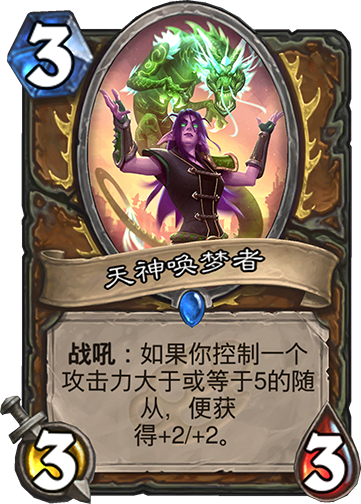 3
天神唤梦者
战吼：如果你控制一个
攻击力大于或等于5的随
从，便获
得+2/+2。
3
3